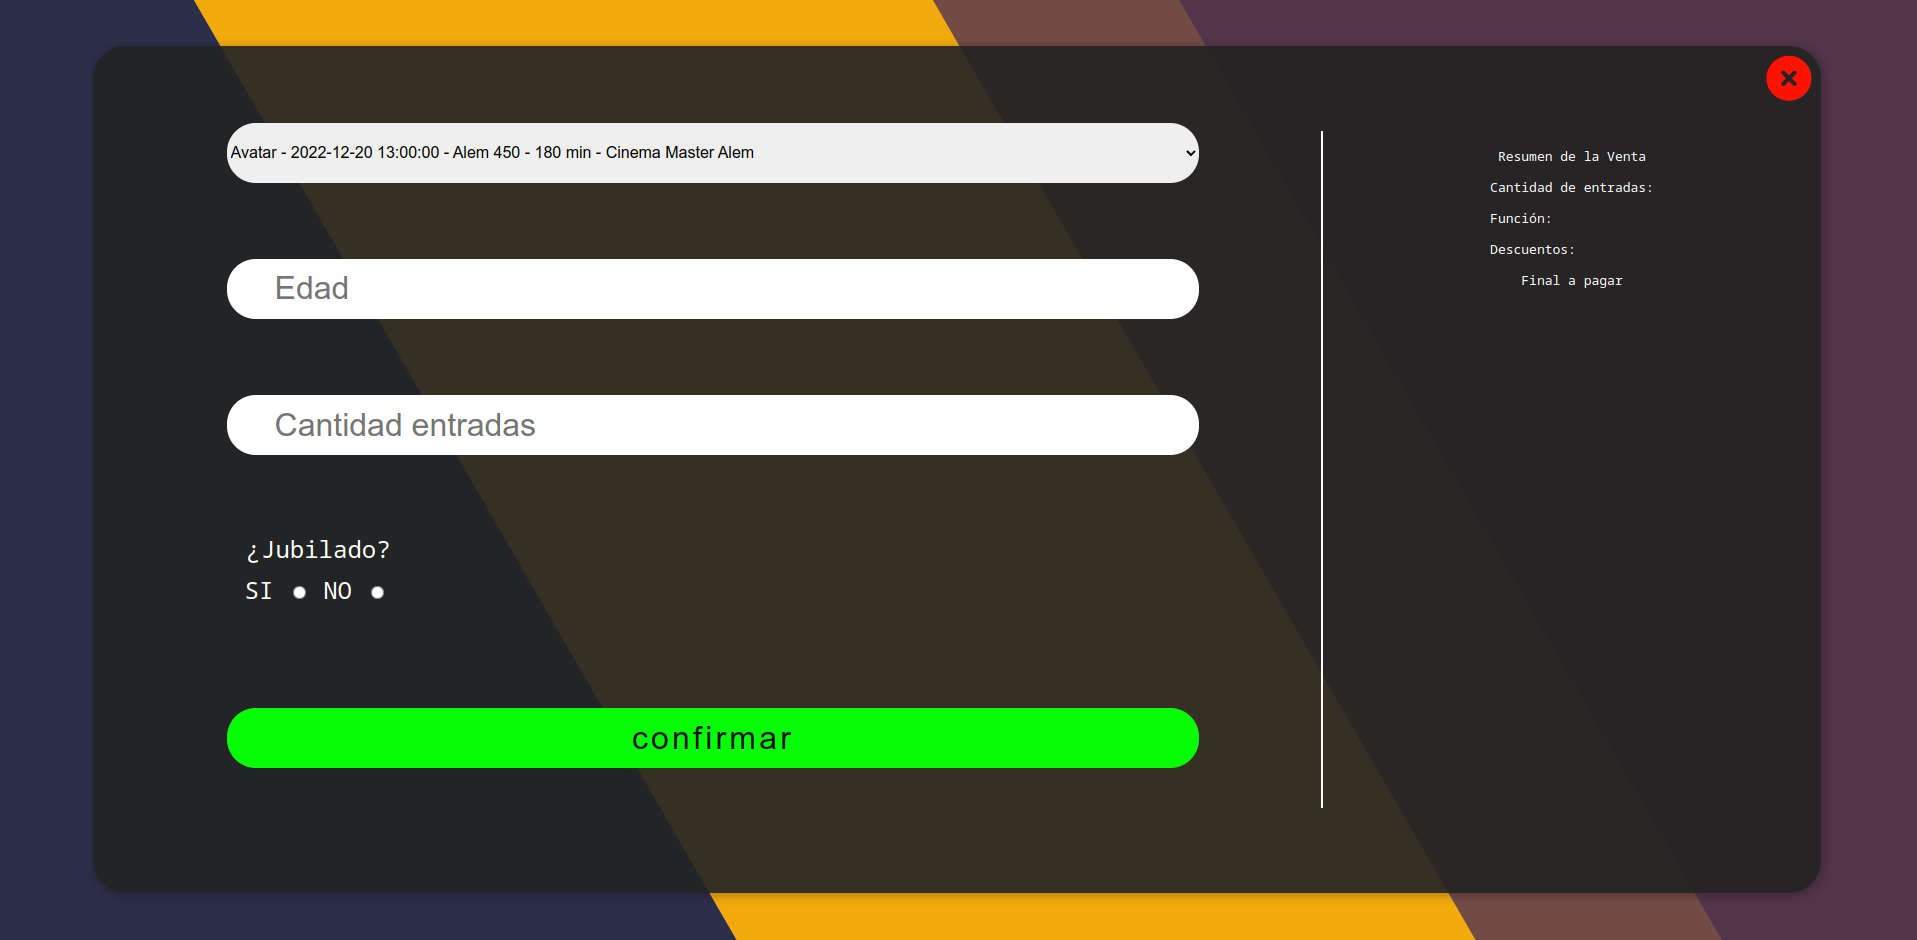 Avatar - 2022-12-20 13:00:00 - Alem 450 - 180 min - Cinema Master Alem
Edad
Cantidad entradas
¿Jubilado?
SI NO
confirmar
Resumen de la Venta
Cantidad de entradas:
Función:
Descuentos:
Final a pagar